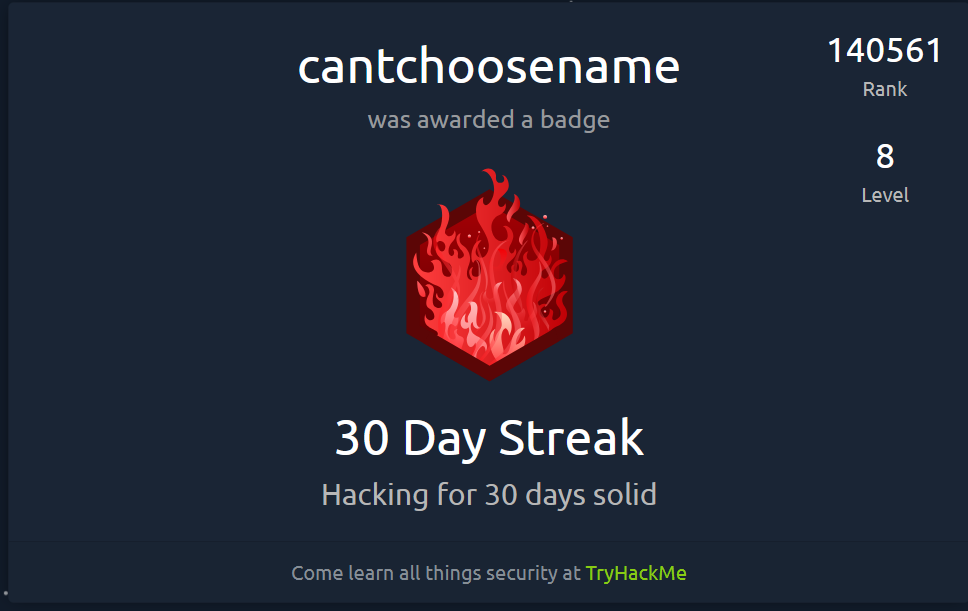 cantchoosename
was awarded a badge
140561
Rank
8
Level
30 Day Streak
Hacking for 30 days solid
Come learn all things security at TryHackMe